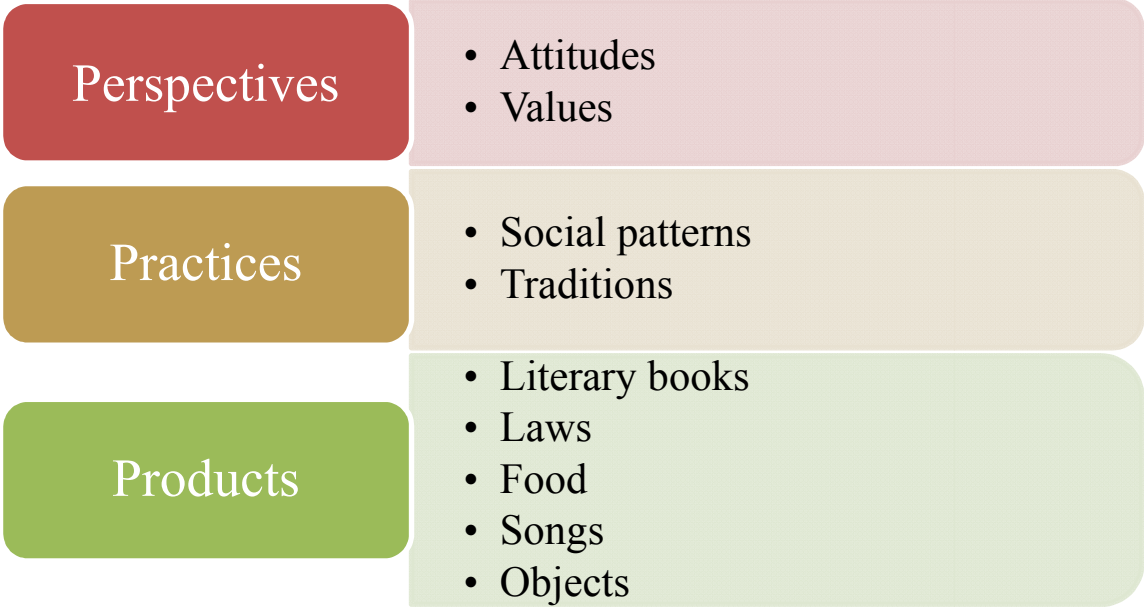 Perspectives
• Attitudes
• Values
Practices
• Social patterns
• Traditions
Products
• Literary books
• Laws
• Food
• Songs
• Objects